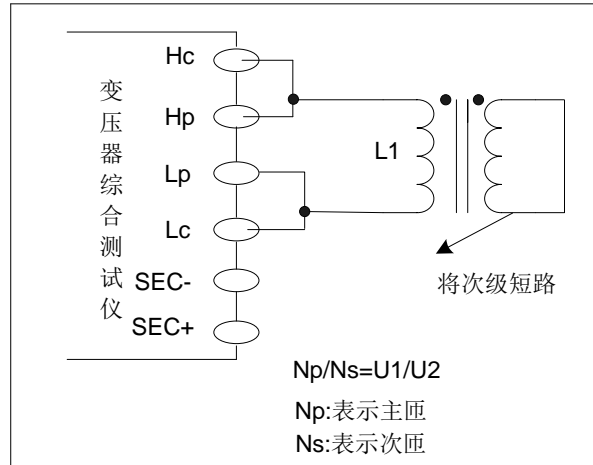 Hc
变压器综合测试仪
Hp
L1
Lp
Lc
将次级短路
SEC-
SEC+
Np/Ns=U1/U2
Np:表示主匝
Ns:表示次匝